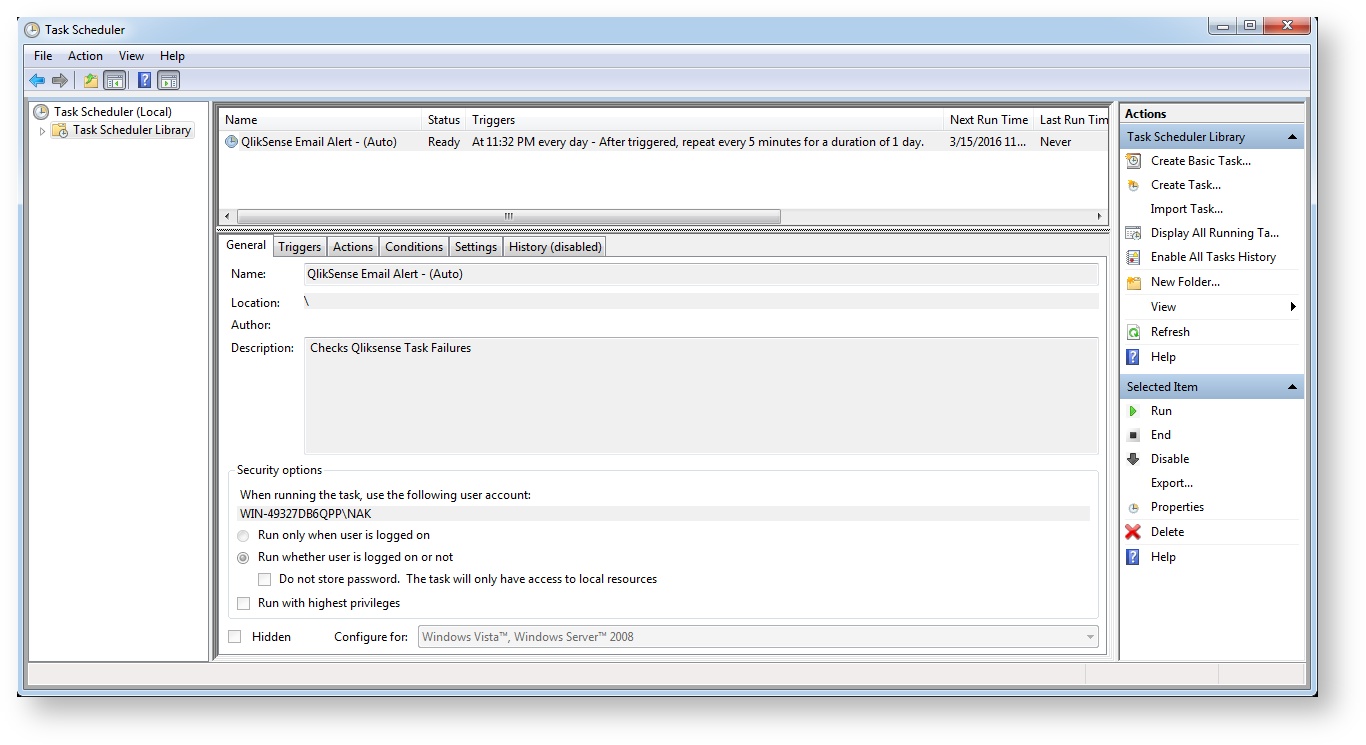 Task Scheduler
File Action View Help
Task Scheduler (Local)
Task Scheduler Library
Name Status Triggers Next Run Time Last Run Tim
QlikSense Email Alert - (Auto) Ready At 11:32 PM every day - After triggered, repeat every 5 minutes for a duration of 1 day. 3/15/2016 11... Never
General Triggers Actions Conditions Settings History (disabled)
Name: QlikSense Email Alert - (Auto)
Location: \
Author:
Description: Checks Qliksense Task Failures
Security options
When running the task, use the following user account:
WIN-49327DB6QPP\NAK
Run only when user is logged on
Run whether user is logged on or not
Do not store password. The task will only have access to local resources
Run with highest privileges
Hidden Configure for: Windows Vista™, Windows Server™ 2008
Actions
Task Scheduler Library
Create Basic Task...
Create Task...
Import Task...
Display All Running Ta...
Enable All Tasks History
New Folder...
View
Refresh
Help
Selected Item
Run
End
Disable
Export...
Properties
Delete
Help